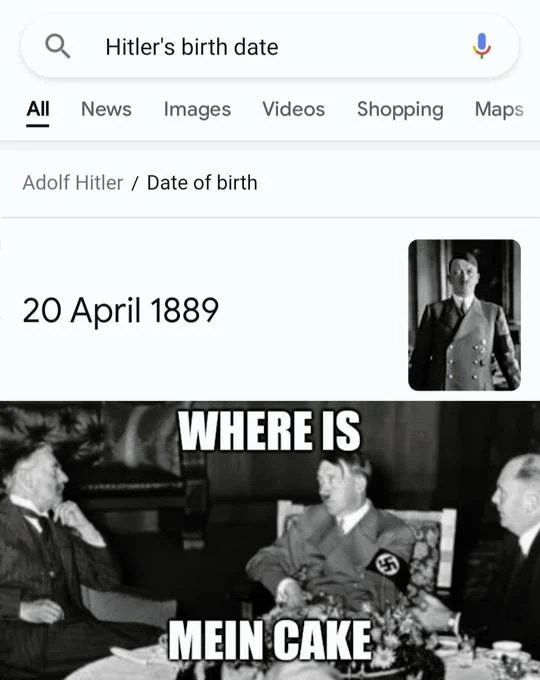 Hitler's birth date
All News Images Videos Shopping Maps
Adolf Hitler / Date of birth
20 April 1889
WHERE IS
MEIN CAKE